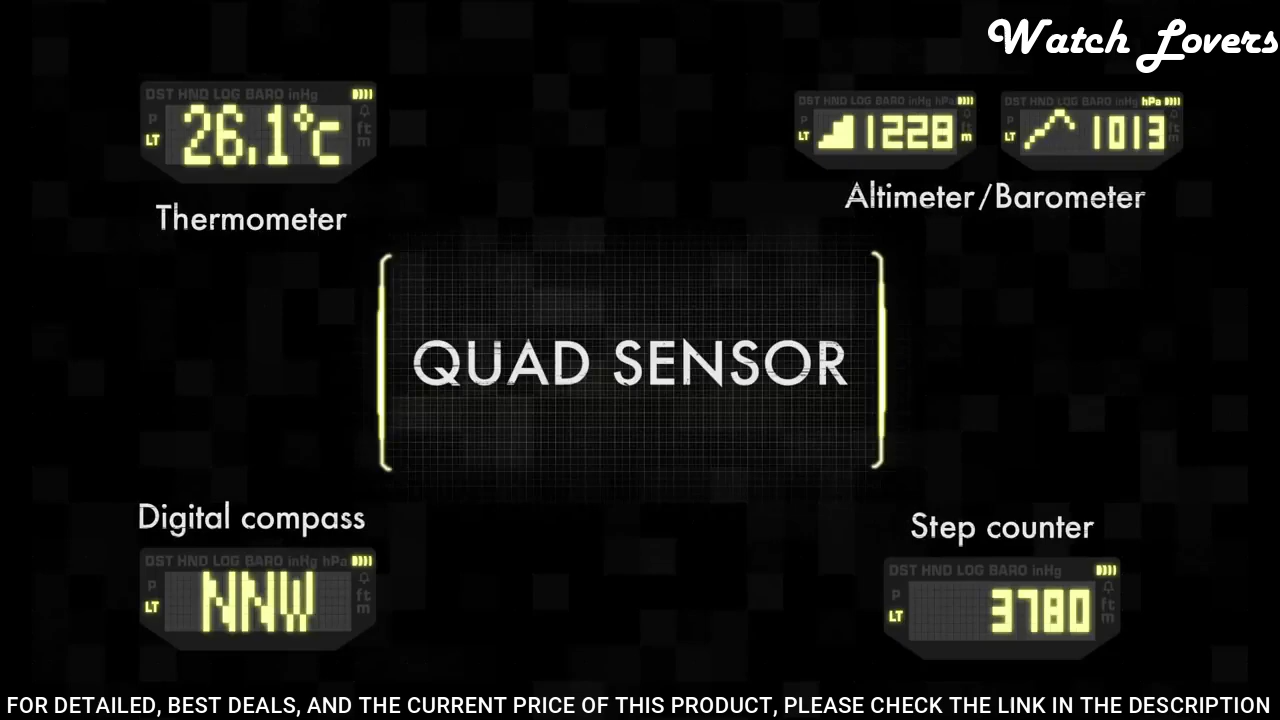 Watch Lovers
DST HND LOG BARO inHg
P
LT
26.1°C
ft
m
Thermometer
DST HND LOG BARO inHg hPa
LT
1228
m
DST HND LOG BARO inHg hPa
LT
1013
Altimeter/Barometer
QUAD SENSOR
Digital compass
DST HND LOG BARO inHg hPa
P
LT
NNW
ft
m
Step counter
DST HND LOG BARO inHg
P
LT
3780
ft
m
FOR DETAILED, BEST DEALS, AND THE CURRENT PRICE OF THIS PRODUCT, PLEASE CHECK THE LINK IN THE DESCRIPTION